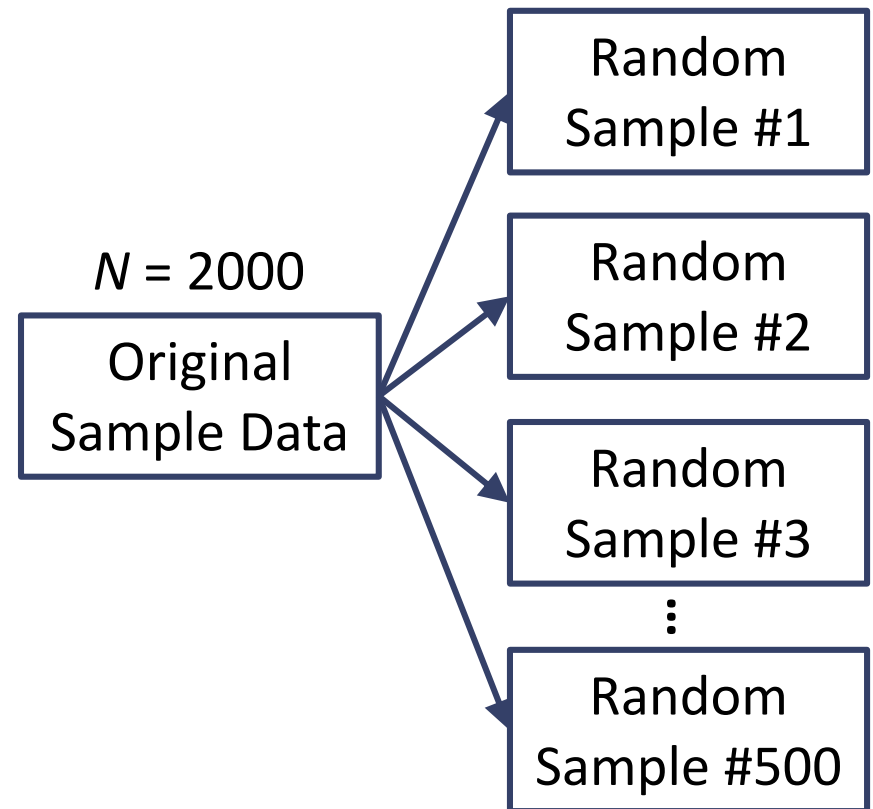 Random
Sample #1
Random
Sample #2
N = 2000
Original
Sample Data
Random
Sample #3
⋮
Random
Sample #500